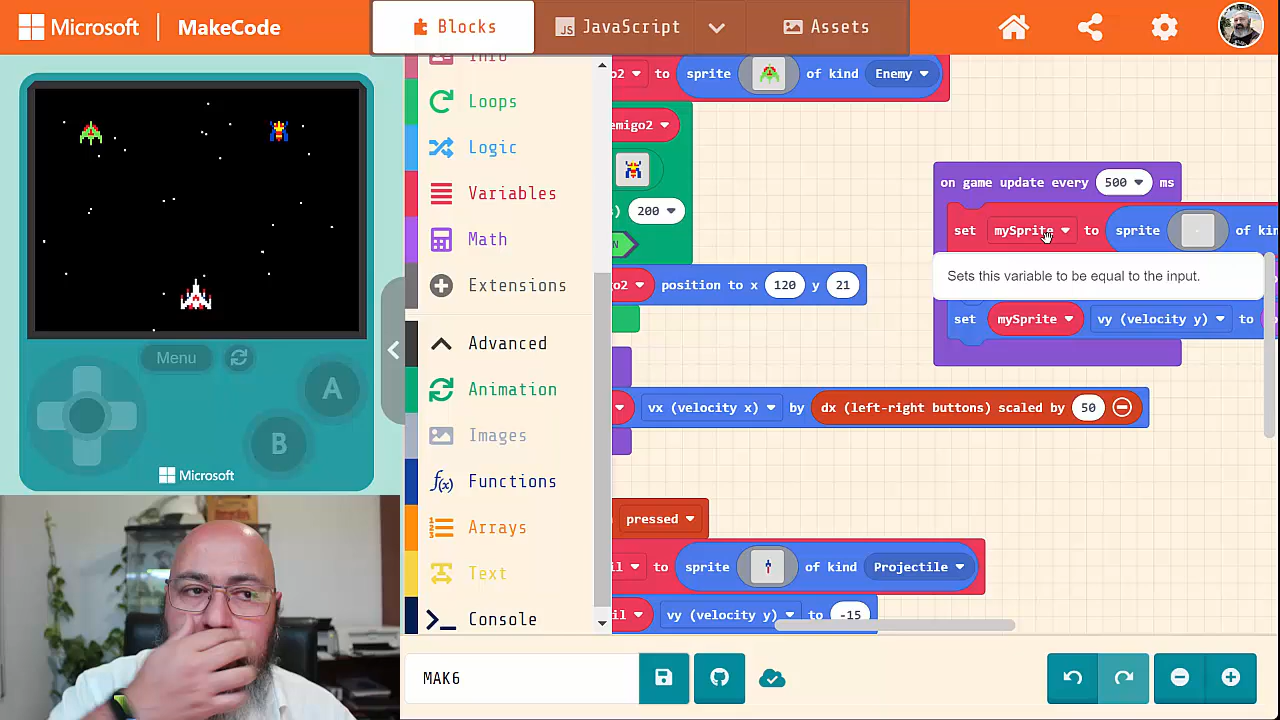 Microsoft | MakeCode
Blocks
JS JavaScript
Assets
Info
Loops
Logic
Variables
Math
Extensions
Advanced
Animation
Images
Functions
Arrays
Text
Console
to sprite of kind Enemy
emigo2
200
position to x 120 y 21
vx (velocity x) by dx (left-right buttons) scaled by 50
pressed
to sprite of kind Projectile
vy (velocity y) to -15
on game update every 500 ms
set mySprite to sprite of
Sets this variable to be equal to the input.
set mySprite vy (velocity y) to
Menu
A
B
Microsoft
MAK6